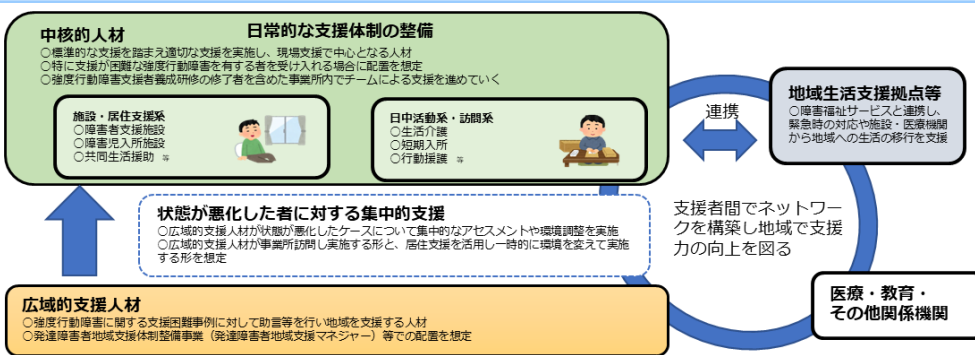 中核的人材
日常的な支援体制の整備
○標準的な支援を踏まえ適切な支援を実施し、現場支援で中心となる人材
○特に支援が困難な強度行動障害を有する者を受け入れる場合に配置を想定
○強度行動障害支援者養成研修の修了者を含めた事業所内でチームによる支援を進めていく
施設・居住支援系
○障害者支援施設
○障害児入所施設
○共同生活援助 等
日中活動系・訪問系
○生活介護
○短期入所
○行動援護 等
連携
地域生活支援拠点等
○障害福祉サービスと連携し、
緊急時の対応や施設・医療機関
から地域への生活の移行を支援
状態が悪化した者に対する集中的支援
○広域的支援人材が状態が悪化したケースについて集中的なアセスメントや環境調整を実施
○広域的支援人材が事業所訪問し実施する形と、居住支援を活用し一時的に環境を変えて実施
する形を想定
支援者間でネットワー
クを構築し地域で支援
力の向上を図る
広域的支援人材
○強度行動障害に関する支援困難事例に対して助言等を行い地域を支援する人材
○発達障害者地域支援体制整備事業（発達障害者地域支援マネジャー）等での配置を想定
医療・教育・
その他関係機関